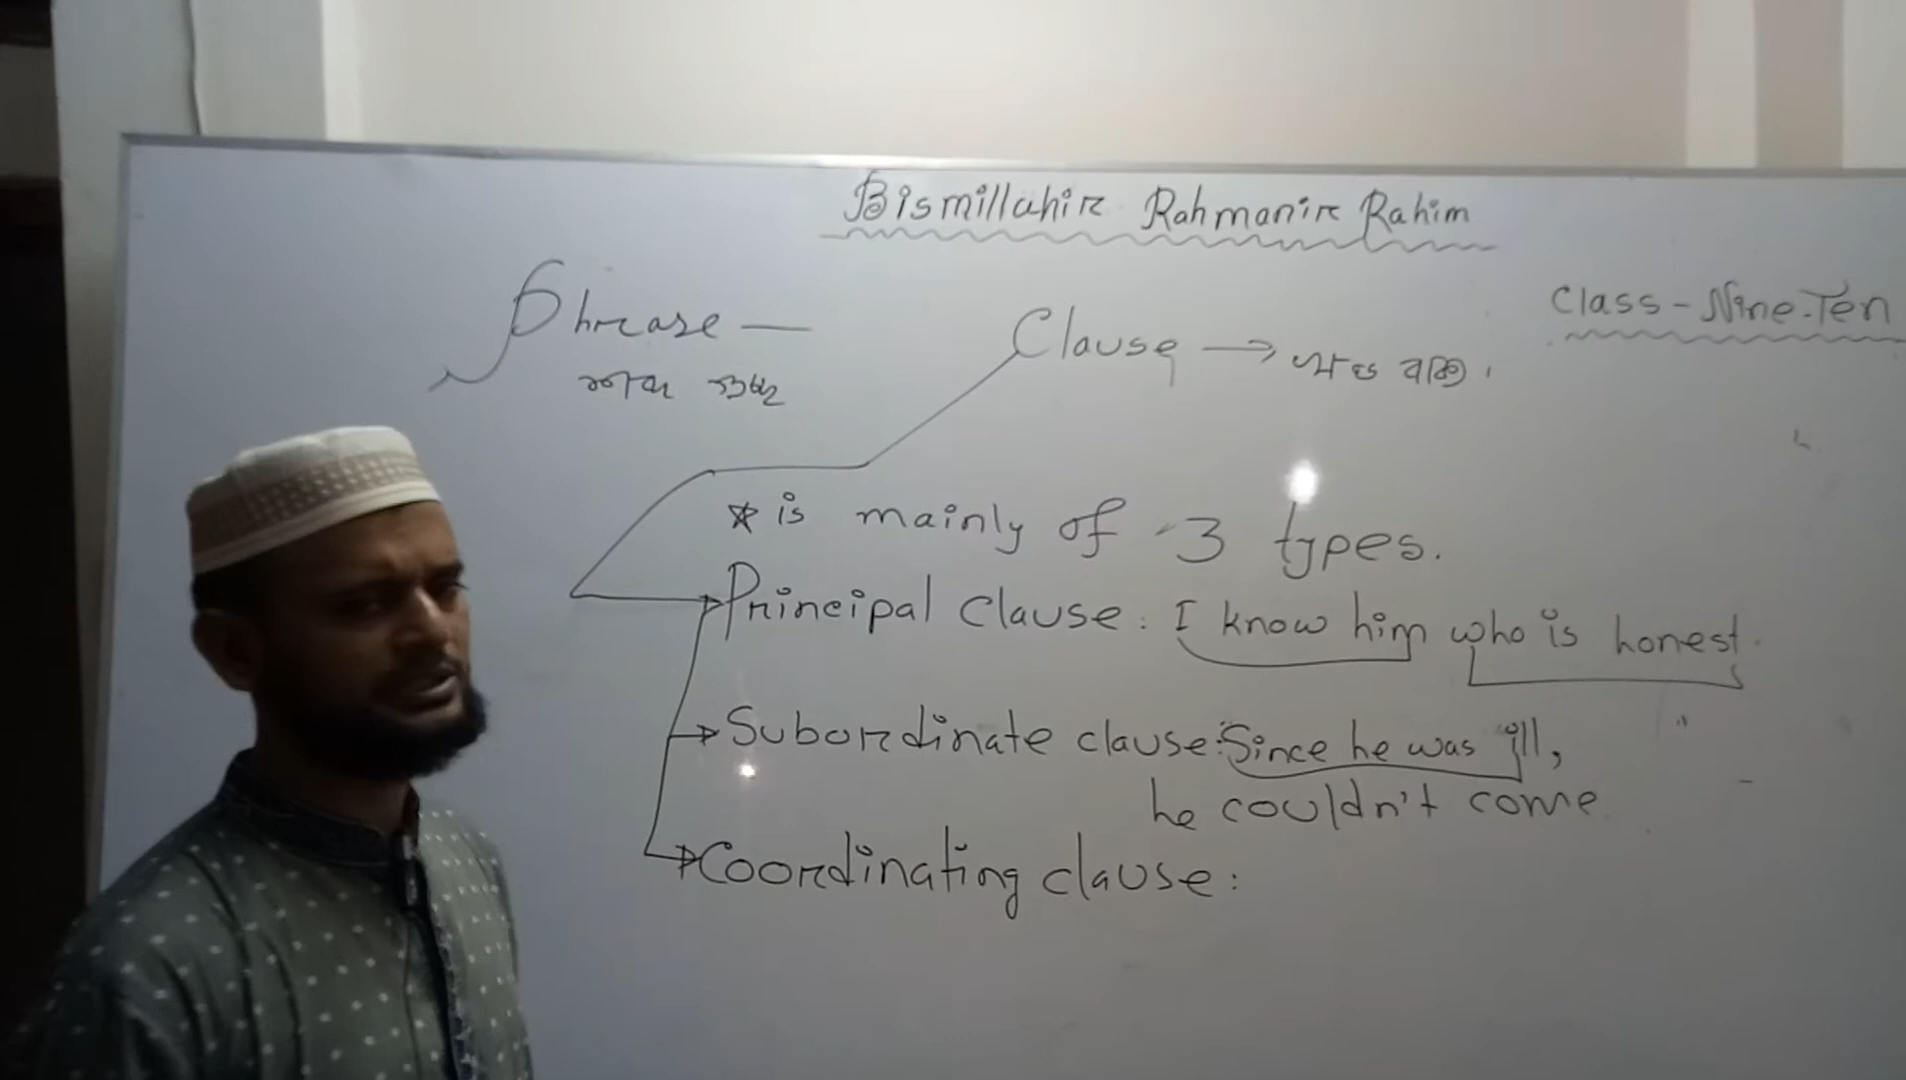 Bismillahir Rahmanir Rahim
Class - Nine-Ten
Phrase —
Clause →
* is mainly of 3 types.
Principal Clause : I know him who is honest.
Subordinate clause : Since he was ill,
he couldn't come
Coordinating clause :